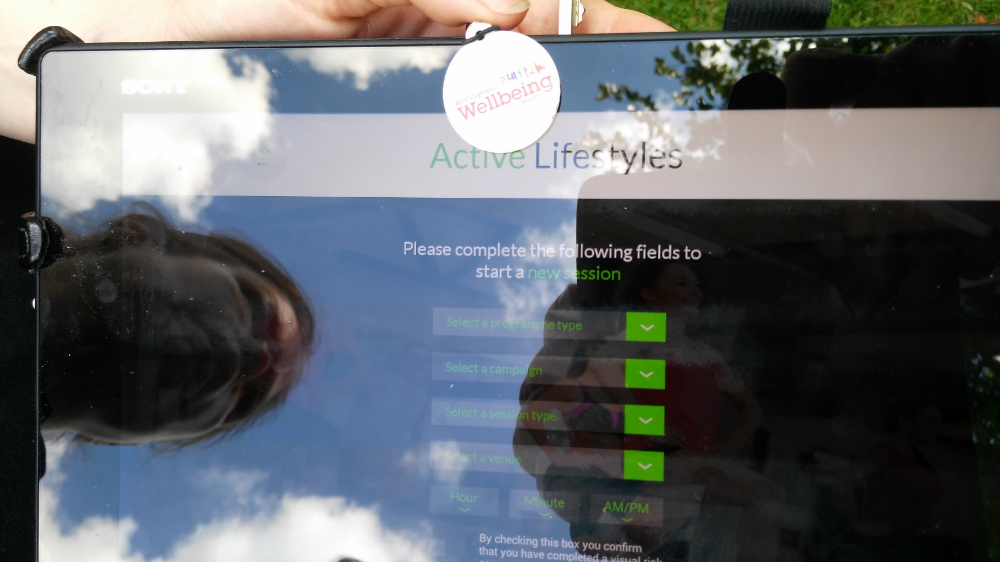 SONY
Birmingham
Wellbeing
Service
BACK
Active Lifestyles
Please complete the following fields to
start a new session
Select a programme type
Select a campaign
Select a session type
Select a venue
Hour
Minute
AM/PM
By checking this box you confirm
that you have completed a visual risk